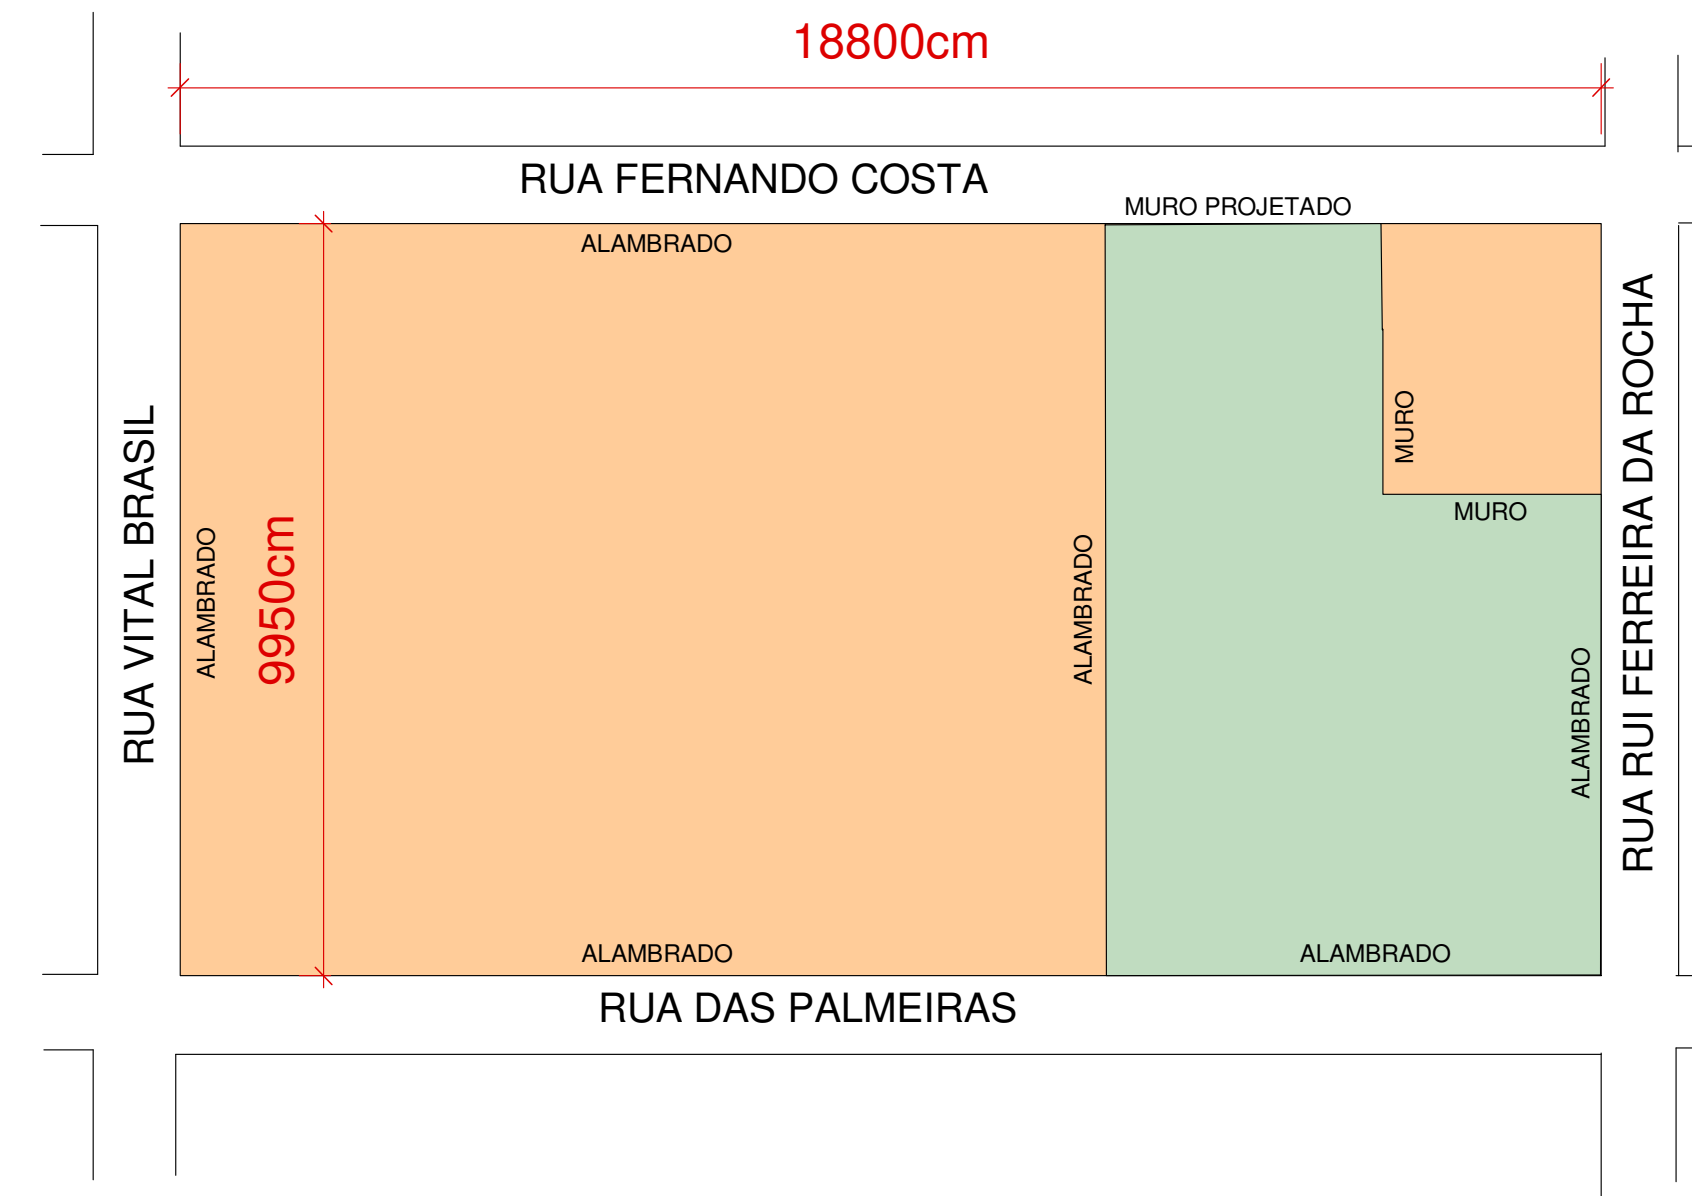 18800cm
RUA FERNANDO COSTA
MURO PROJETADO
ALAMBRADO
RUA VITAL BRASIL
ALAMBRADO
9950cm
ALAMBRADO
MURO
MURO
ALAMBRADO
RUA RUI FERREIRA DA ROCHA
ALAMBRADO
ALAMBRADO
RUA DAS PALMEIRAS